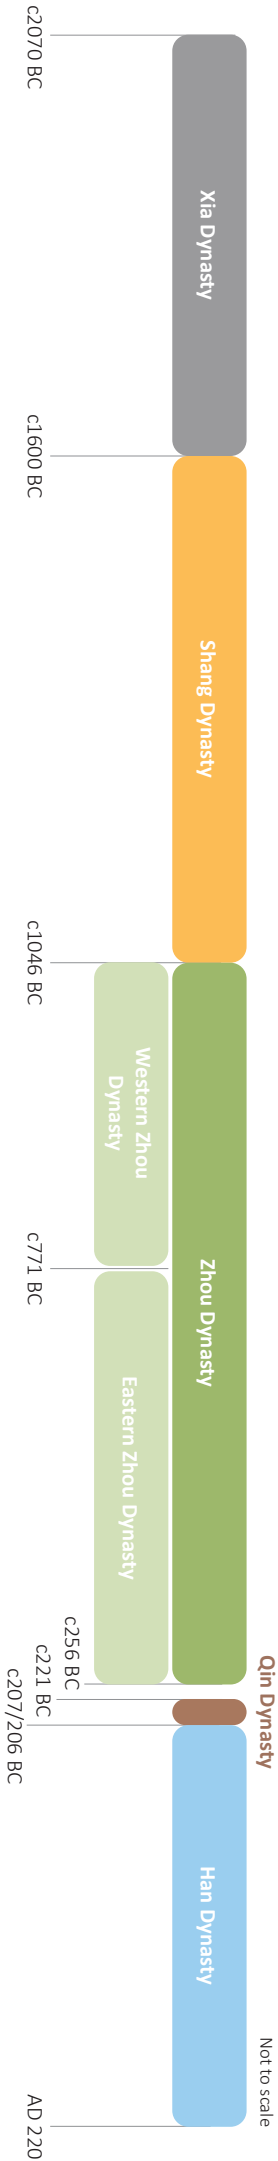 Qin Dynasty
Not to scale
Xia Dynasty
Shang Dynasty
Zhou Dynasty
Han Dynasty
Western Zhou
Dynasty
Eastern Zhou Dynasty
c2070 BC
c1600 BC
c1046 BC
c771 BC
c256 BC
c221 BC
c207/206 BC
AD 220